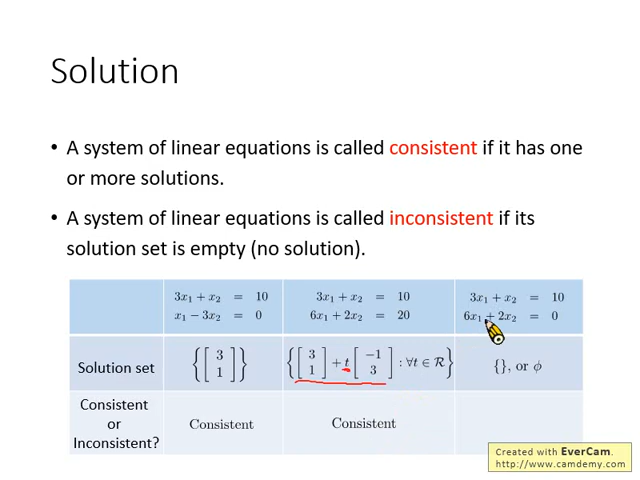 Solution
• A system of linear equations is called consistent if it has one
or more solutions.
• A system of linear equations is called inconsistent if its
solution set is empty (no solution).
3x₁ + x₂ = 10
x₁ − 3x₂ = 0
3x₁ + x₂ = 10
6x₁ + 2x₂ = 20
3x₁ + x₂ = 10
6x₁ + 2x₂ = 0
Solution set
{[3 1]}
{[3 1] + t [−1 3] : ∀t ∈ ℛ}
{}, or ϕ
Consistent
or
Inconsistent?
Consistent
Consistent
Created with EverCam.
http://www.camdemy.com